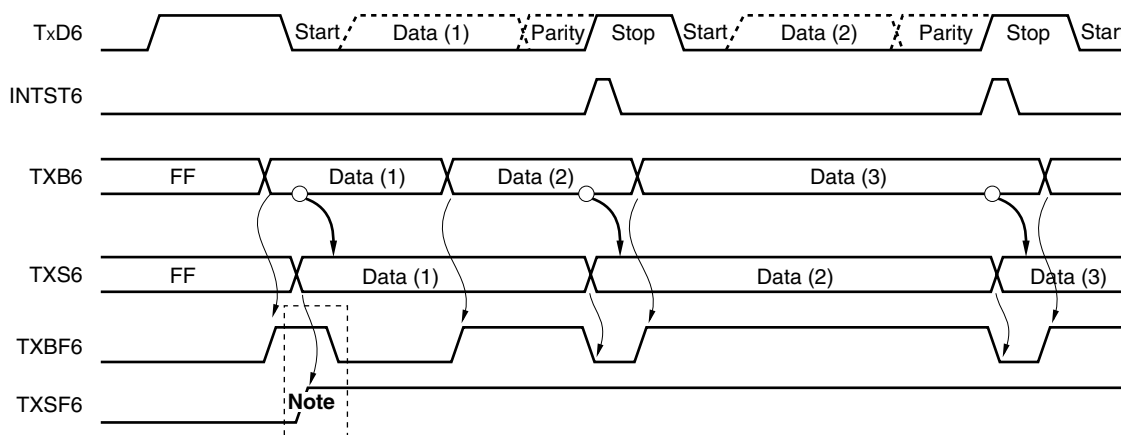 TxD6 Start Data (1) Parity Stop Start Data (2) Parity Stop Start
INTST6
TXB6 FF Data (1) Data (2) Data (3)
TXS6 FF Data (1) Data (2) Data (3)
TXBF6
TXSF6 Note